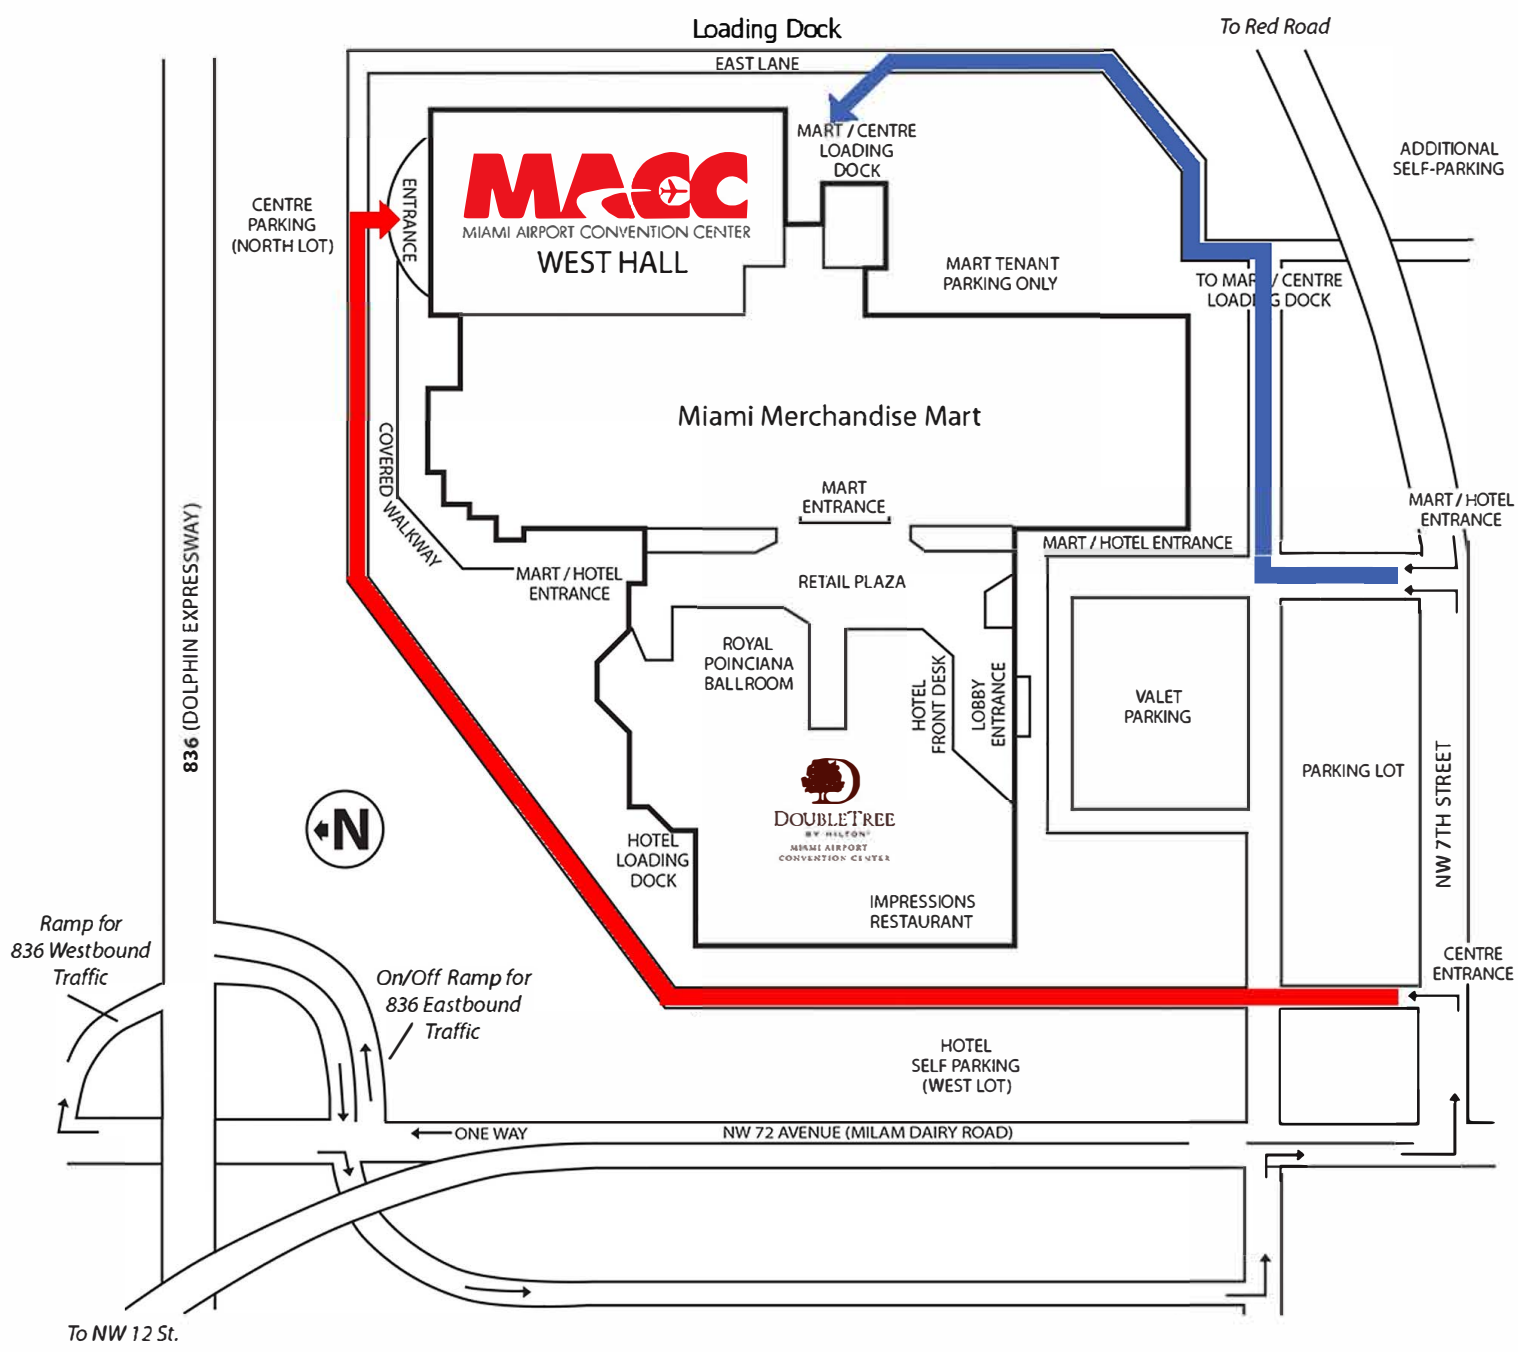 Loading Dock
To Red Road
EAST LANE
MART / CENTRE
LOADING
DOCK
ADDITIONAL
SELF-PARKING
CENTRE
PARKING
(NORTH LOT)
ENTRANCE
MACC
MIAMI AIRPORT CONVENTION CENTER
WEST HALL
MART TENANT
PARKING ONLY
TO MART / CENTRE
LOADING DOCK
Miami Merchandise Mart
COVERED WALKWAY
MART
ENTRANCE
MART / HOTEL
ENTRANCE
MART / HOTEL ENTRANCE
MART / HOTEL
ENTRANCE
RETAIL PLAZA
836 (DOLPHIN EXPRESSWAY)
ROYAL
POINCIANA
BALLROOM
HOTEL
FRONT DESK
LOBBY
ENTRANCE
VALET
PARKING
PARKING LOT
NW 7TH STREET
N
DOUBLETREE
BY HILTON®
MIAMI AIRPORT
CONVENTION CENTER
HOTEL
LOADING
DOCK
IMPRESSIONS
RESTAURANT
Ramp for
836 Westbound
Traffic
On/Off Ramp for
836 Eastbound
Traffic
CENTRE
ENTRANCE
HOTEL
SELF PARKING
(WEST LOT)
ONE WAY
NW 72 AVENUE (MILAM DAIRY ROAD)
To NW 12 St.